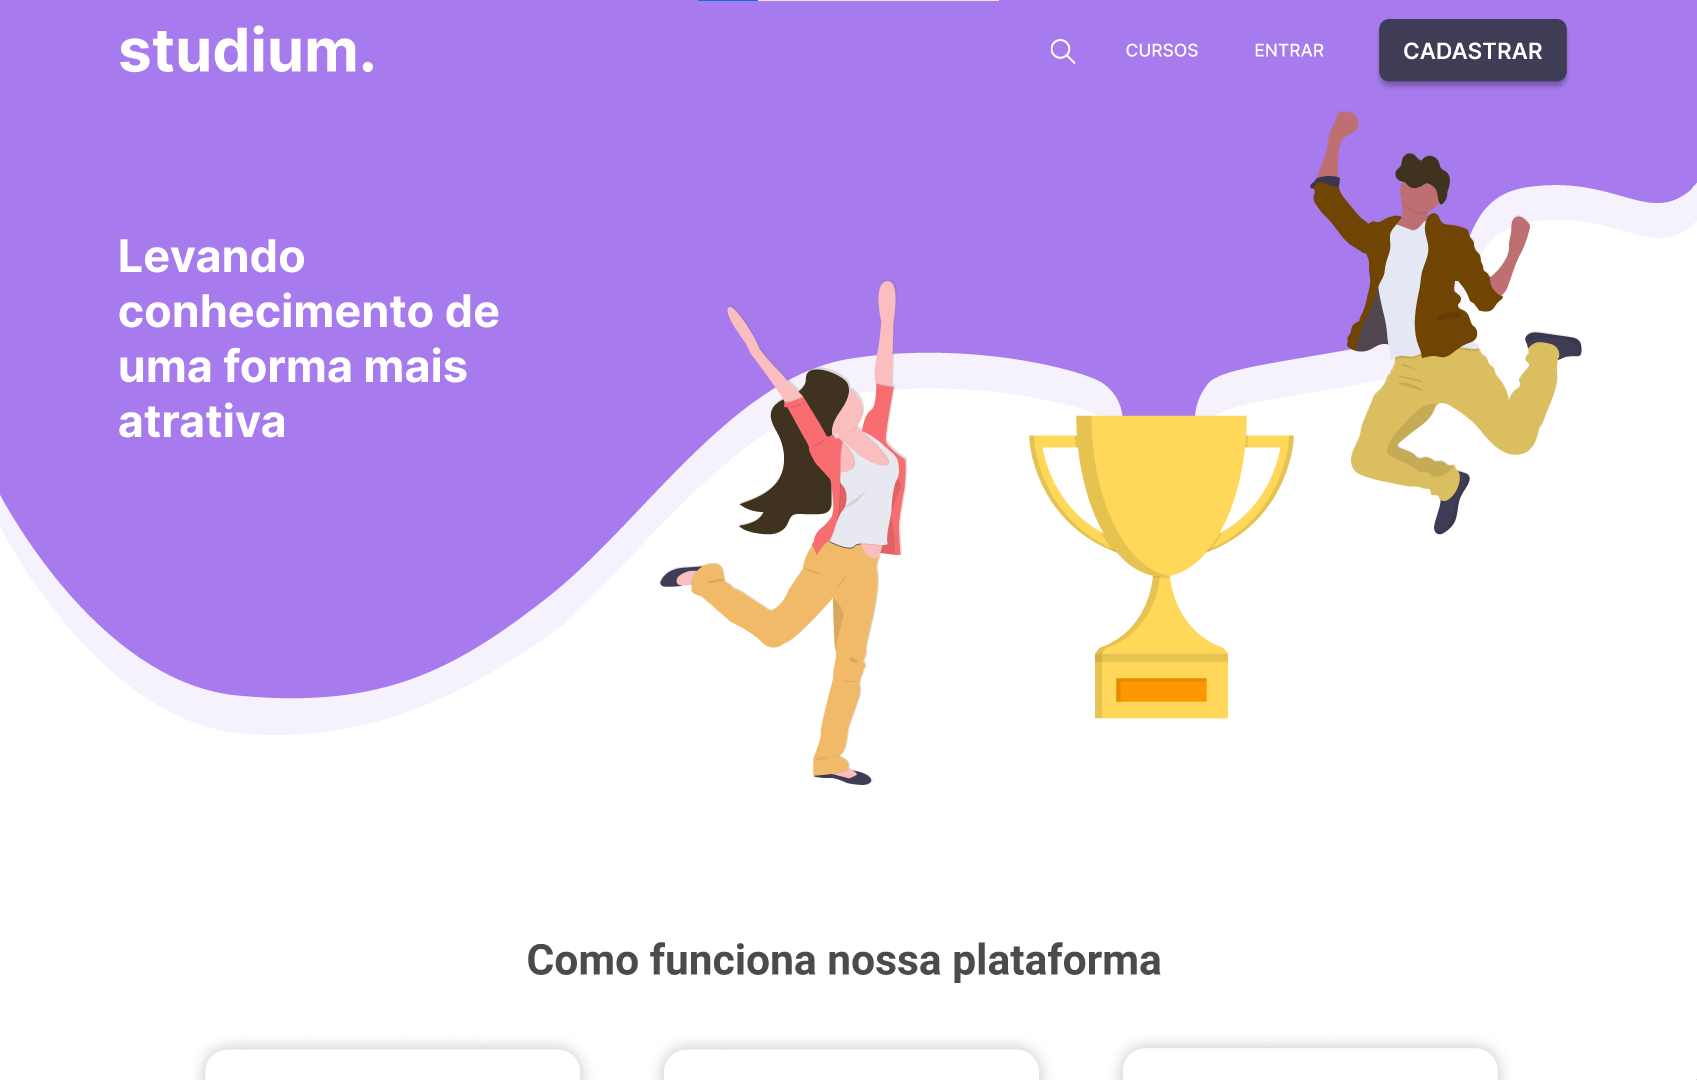 studium.
CURSOS
ENTRAR
CADASTRAR
Levando
conhecimento de
uma forma mais
atrativa
Como funciona nossa plataforma